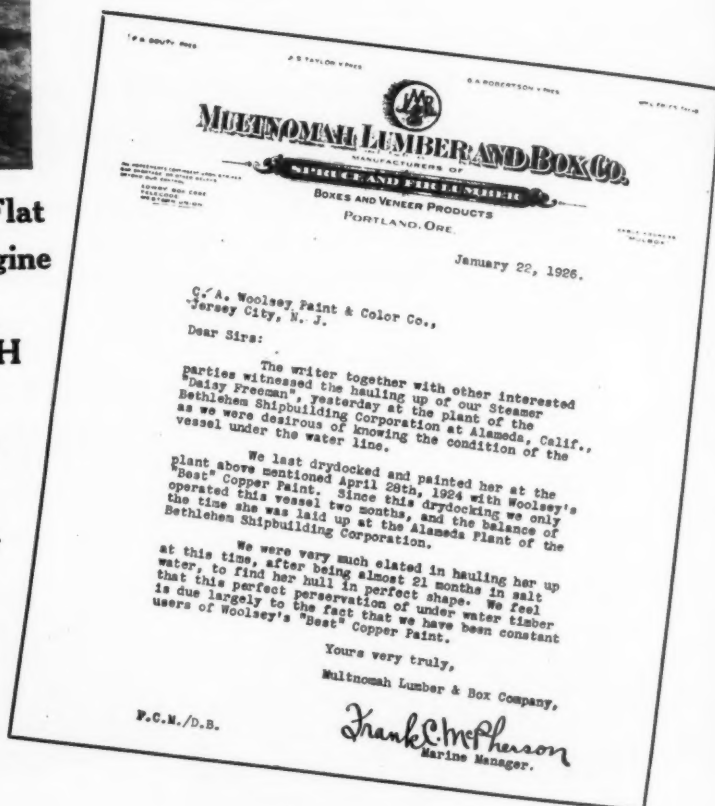 Flat
gine
H
E. S. DOUTY PRES.
J. S. TAYLOR V. PRES.
G. A. ROBERTSON V. PRES.
MULTNOMAH LUMBER AND BOX CO.
MANUFACTURERS OF
SPRUCE AND FIR LUMBER
BOXES AND VENEER PRODUCTS
PORTLAND, ORE.
TELECODE
WESTERN UNION
January 22, 1926.
C. A. Woolsey Paint & Color Co.,
Jersey City, N. J.
Dear Sirs:
The writer together with other interested
parties witnessed the hauling up of our Steamer
"Daisy Freeman", yesterday at the plant of the
Bethlehem Shipbuilding Corporation at Alameda, Calif.,
as we were desirous of knowing the condition of the
vessel under the water line.
We last drydocked and painted her at the
plant above mentioned April 28th, 1924 with Woolsey's
"Best" Copper Paint. Since this drydocking we only
operated this vessel two months, and the balance of
the time she was laid up at the Alameda Plant of the
Bethlehem Shipbuilding Corporation.
We were very much elated in hauling her up
at this time, after being almost 21 months in salt
water, to find her hull in perfect shape. We feel
that this perfect perservation of under water timber
is due largely to the fact that we have been constant
users of Woolsey's "Best" Copper Paint.
Yours very truly,
Multnomah Lumber & Box Company,
Frank C. McPherson
Marine Manager.
F.C.M./D.B.